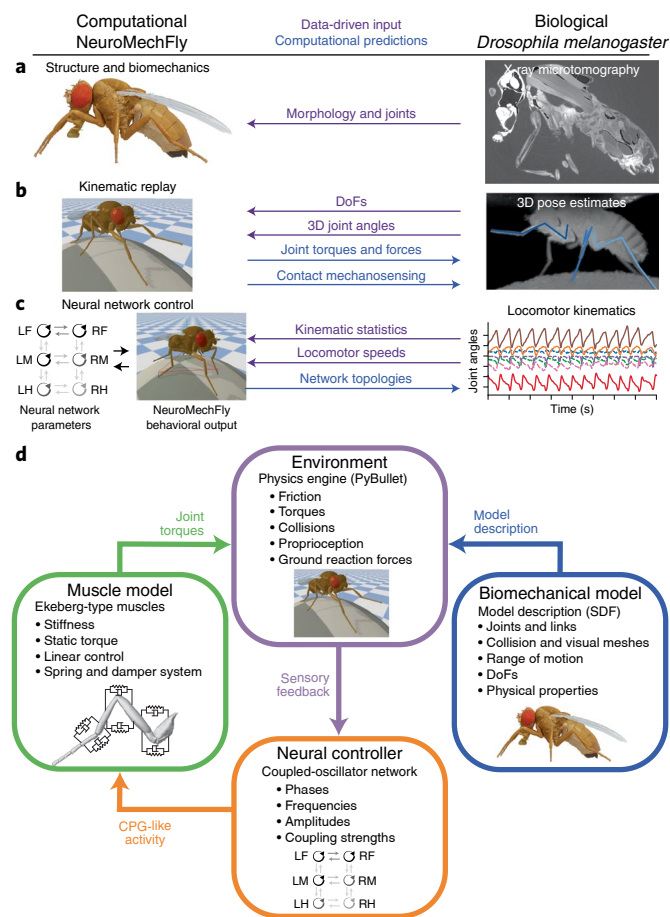 Computational
NeuroMechFly
Data-driven input
Computational predictions
Biological
Drosophila melanogaster
a
Structure and biomechanics
Morphology and joints
X-ray microtomography
b
Kinematic replay
DoFs
3D joint angles
Joint torques and forces
Contact mechanosensing
3D pose estimates
c
Neural network control
LF
RF
LM
RM
LH
RH
Neural network
parameters
NeuroMechFly
behavioral output
Kinematic statistics
Locomotor speeds
Network topologies
Locomotor kinematics
Joint angles
Time (s)
d
Environment
Physics engine (PyBullet)
• Friction
• Torques
• Collisions
• Proprioception
• Ground reaction forces
Joint
torques
Model
description
Muscle model
Ekeberg-type muscles
• Stiffness
• Static torque
• Linear control
• Spring and damper system
Biomechanical model
Model description (SDF)
• Joints and links
• Collision and visual meshes
• Range of motion
• DoFs
• Physical properties
Sensory
feedback
Neural controller
Coupled-oscillator network
• Phases
• Frequencies
• Amplitudes
• Coupling strengths
LF
RF
LM
RM
LH
RH
CPG-like
activity